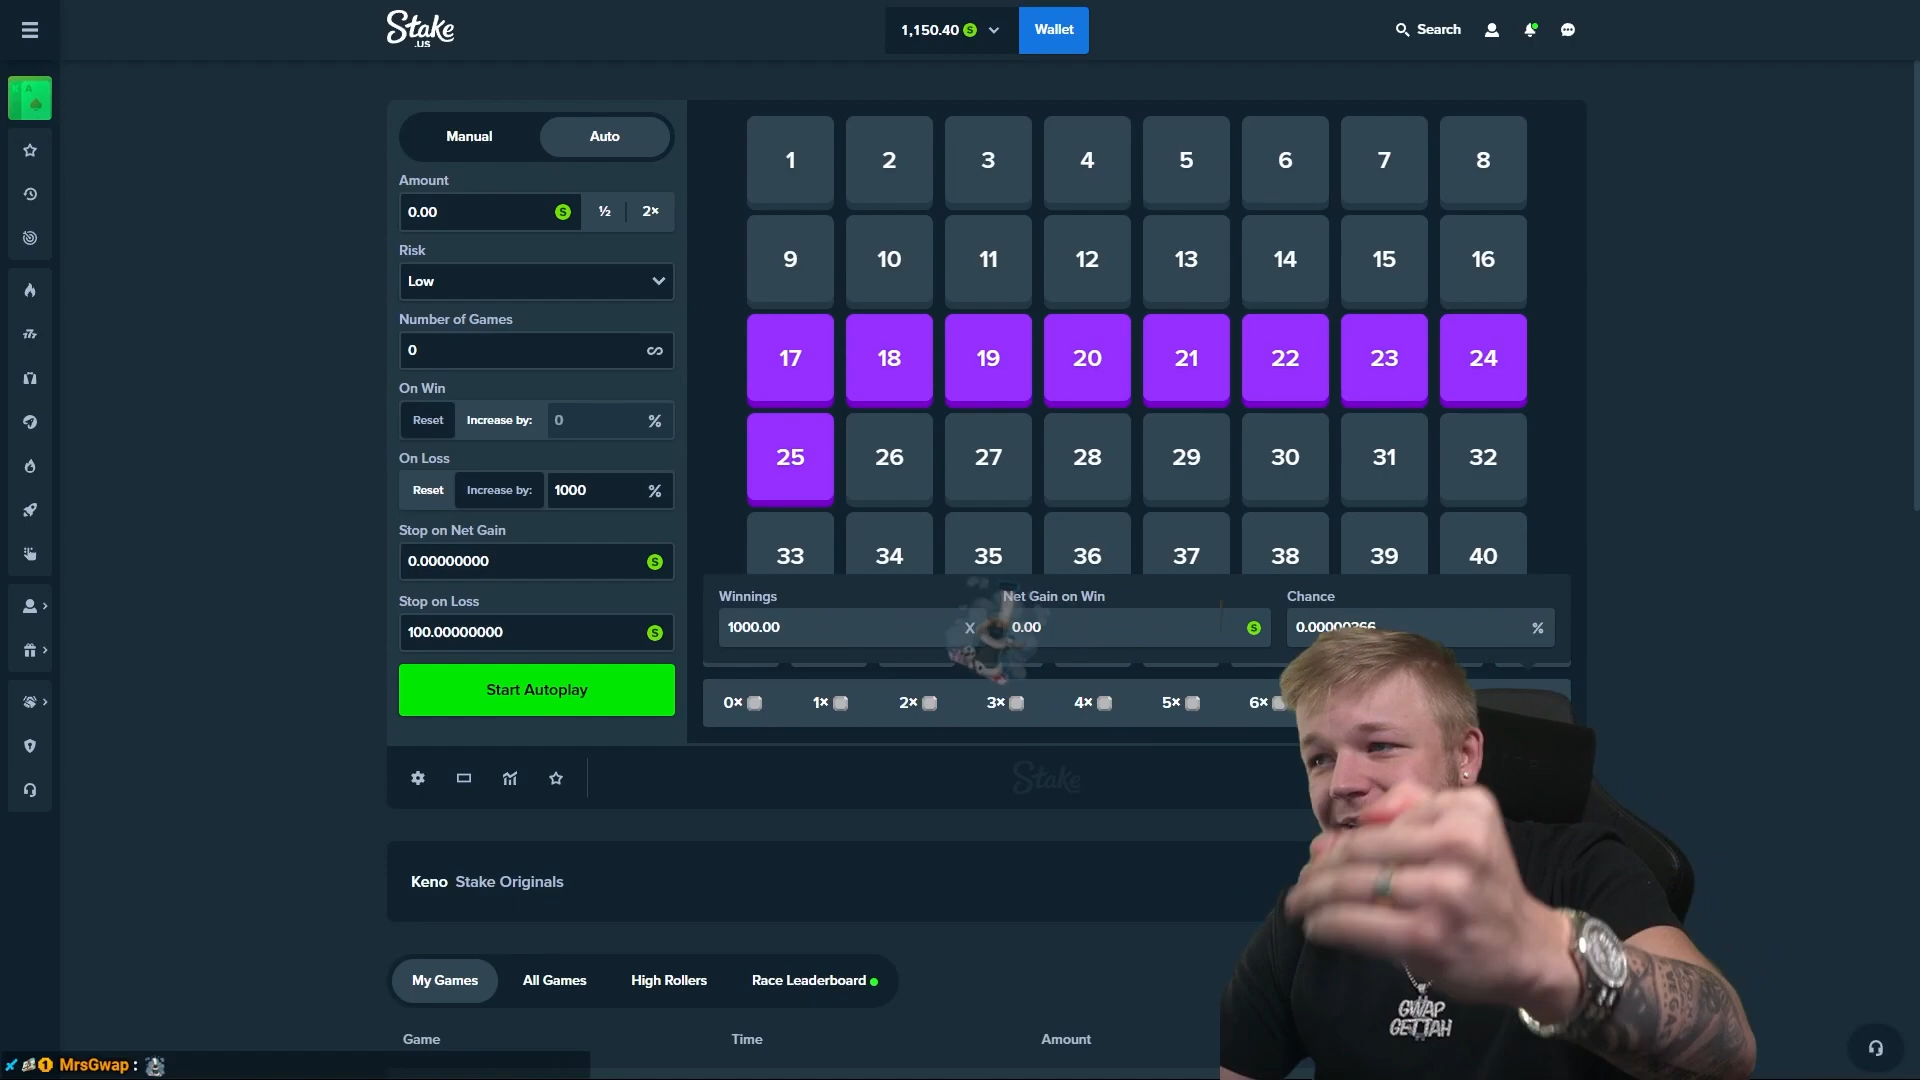 Stake
.US
1,150.40
Wallet
Search
A
Manual
Auto
Amount
0.00
½
2×
Risk
Low
Number of Games
0
On Win
Reset
Increase by:
0
%
On Loss
Reset
Increase by:
1000
%
Stop on Net Gain
0.00000000
Stop on Loss
100.00000000
Start Autoplay
1 2 3 4 5 6 7 8
9 10 11 12 13 14 15 16
17 18 19 20 21 22 23 24
25 26 27 28 29 30 31 32
33 34 35 36 37 38 39 40
Winnings
1000.00
X
Net Gain on Win
0.00
Chance
%
0×
1×
2×
3×
4×
5×
6×
Stake
Keno Stake Originals
My Games
All Games
High Rollers
Race Leaderboard
Game
Time
Amount
MrsGwap :
GWAP
GETTAH